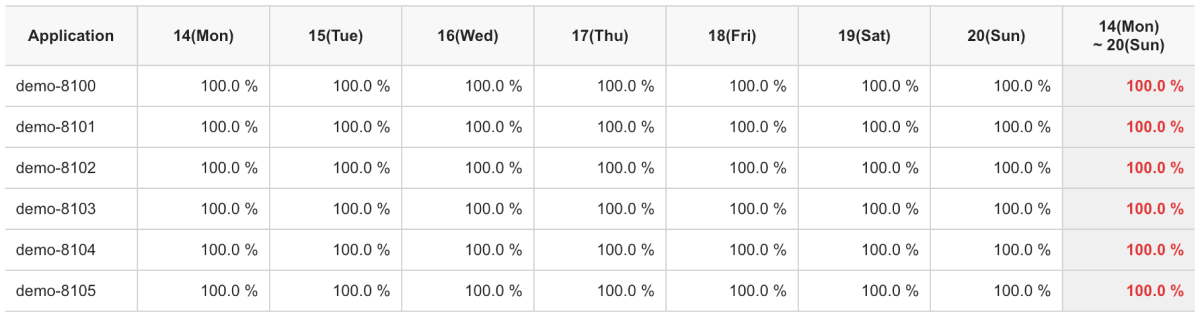 Application 14(Mon) 15(Tue) 16(Wed) 17(Thu) 18(Fri) 19(Sat) 20(Sun) 14(Mon)
~ 20(Sun)
demo-8100 100.0 % 100.0 % 100.0 % 100.0 % 100.0 % 100.0 % 100.0 % 100.0 %
demo-8101 100.0 % 100.0 % 100.0 % 100.0 % 100.0 % 100.0 % 100.0 % 100.0 %
demo-8102 100.0 % 100.0 % 100.0 % 100.0 % 100.0 % 100.0 % 100.0 % 100.0 %
demo-8103 100.0 % 100.0 % 100.0 % 100.0 % 100.0 % 100.0 % 100.0 % 100.0 %
demo-8104 100.0 % 100.0 % 100.0 % 100.0 % 100.0 % 100.0 % 100.0 % 100.0 %
demo-8105 100.0 % 100.0 % 100.0 % 100.0 % 100.0 % 100.0 % 100.0 % 100.0 %